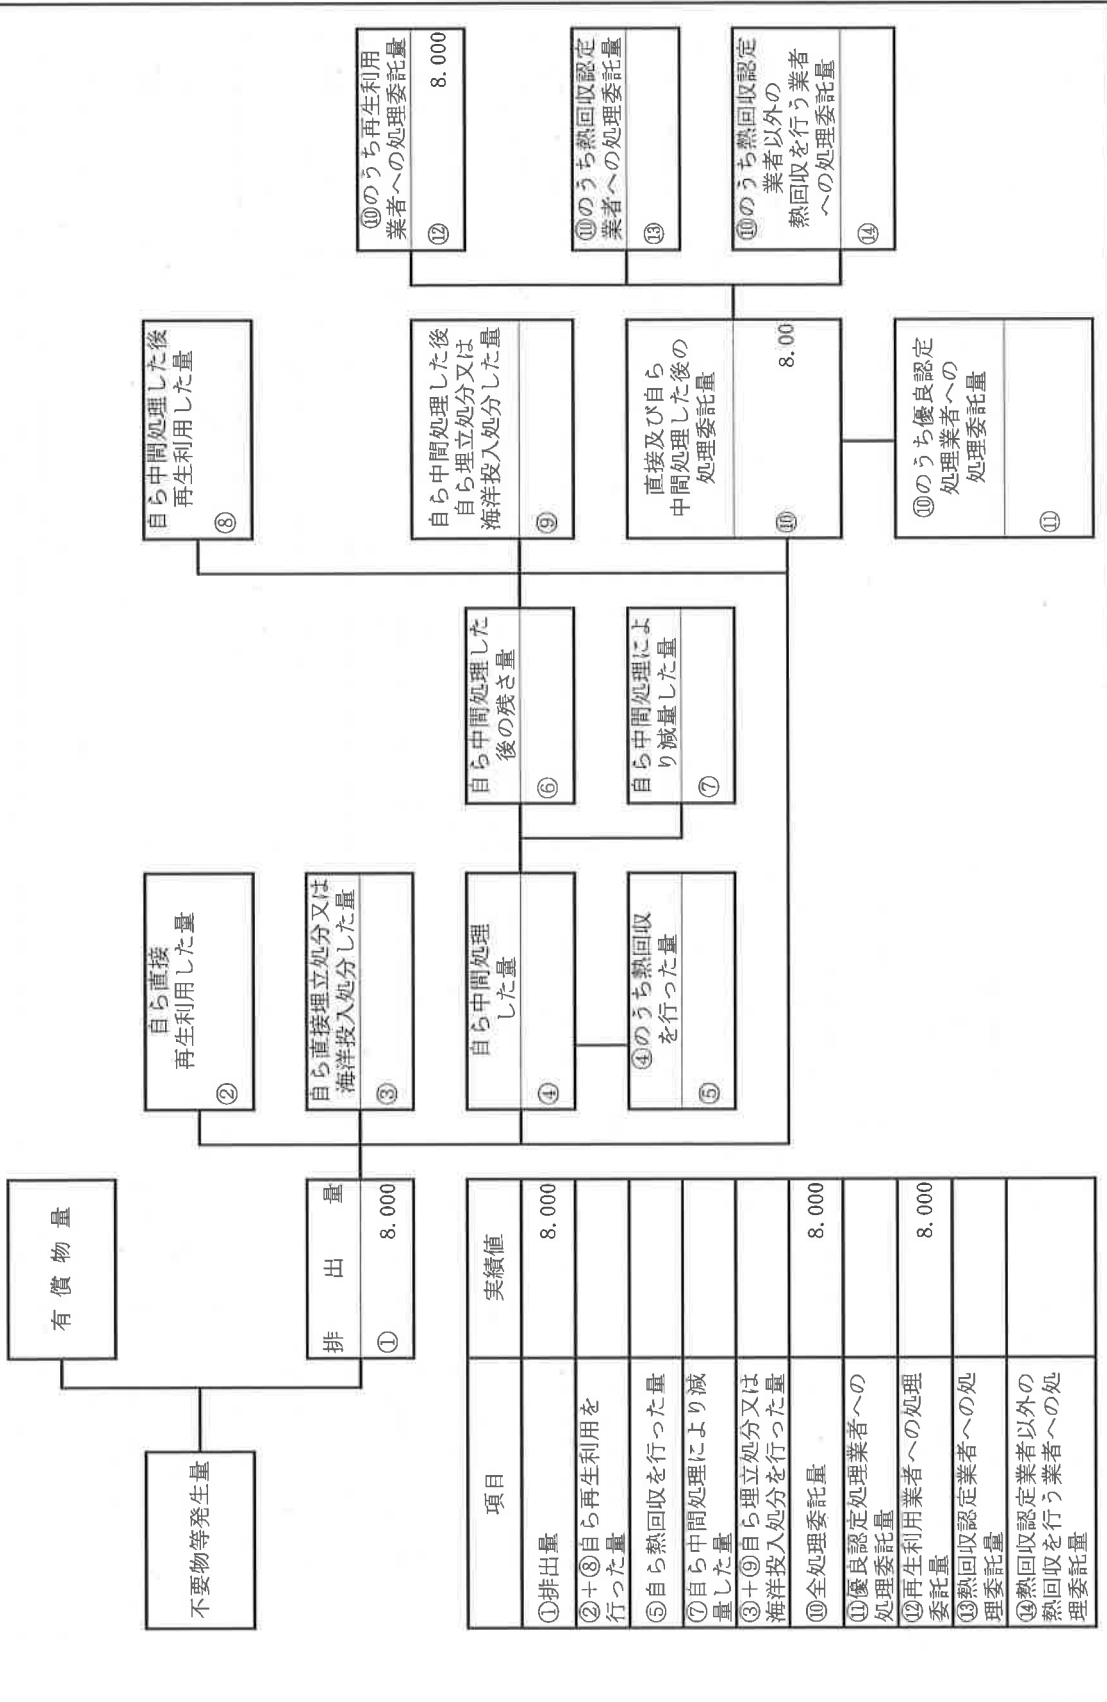 不要物等発生量
有償物量
排出量
① 8.000
自ら直接
再生利用した量
②
自ら直接埋立処分又は
海洋投入処分した量
③
自ら中間処理
した量
④
④のうち熱回収
を行った量
⑤
自ら中間処理した
後の残さ量
⑥
自ら中間処理によ
り減量した量
⑦
自ら中間処理した後
再生利用した量
⑧
自ら中間処理した後
自ら埋立処分又は
海洋投入処分した量
⑨
直接及び自ら
中間処理した後の
処理委託量
⑩ 8.00
⑩のうち優良認定
処理業者への
処理委託量
⑪
⑩のうち再生利用
業者への処理委託量
⑫ 8.000
⑩のうち熱回収認定
業者への処理委託量
⑬
⑩のうち熱回収認定
業者以外の
熱回収を行う業者
への処理委託量
⑭
項目 実績値
①排出量 8.000
②+⑧自ら再生利用を
行った量
⑤自ら熱回収を行った量
⑦自ら中間処理により減
量した量
③+⑨自ら埋立処分又は
海洋投入処分を行った量
⑩全処理委託量 8.000
⑪優良認定処理業者への
処理委託量
⑫再生利用業者への処理
委託量 8.000
⑬熱回収認定業者への処
理委託量
⑭熱回収認定業者以外の
熱回収を行う業者への処
理委託量